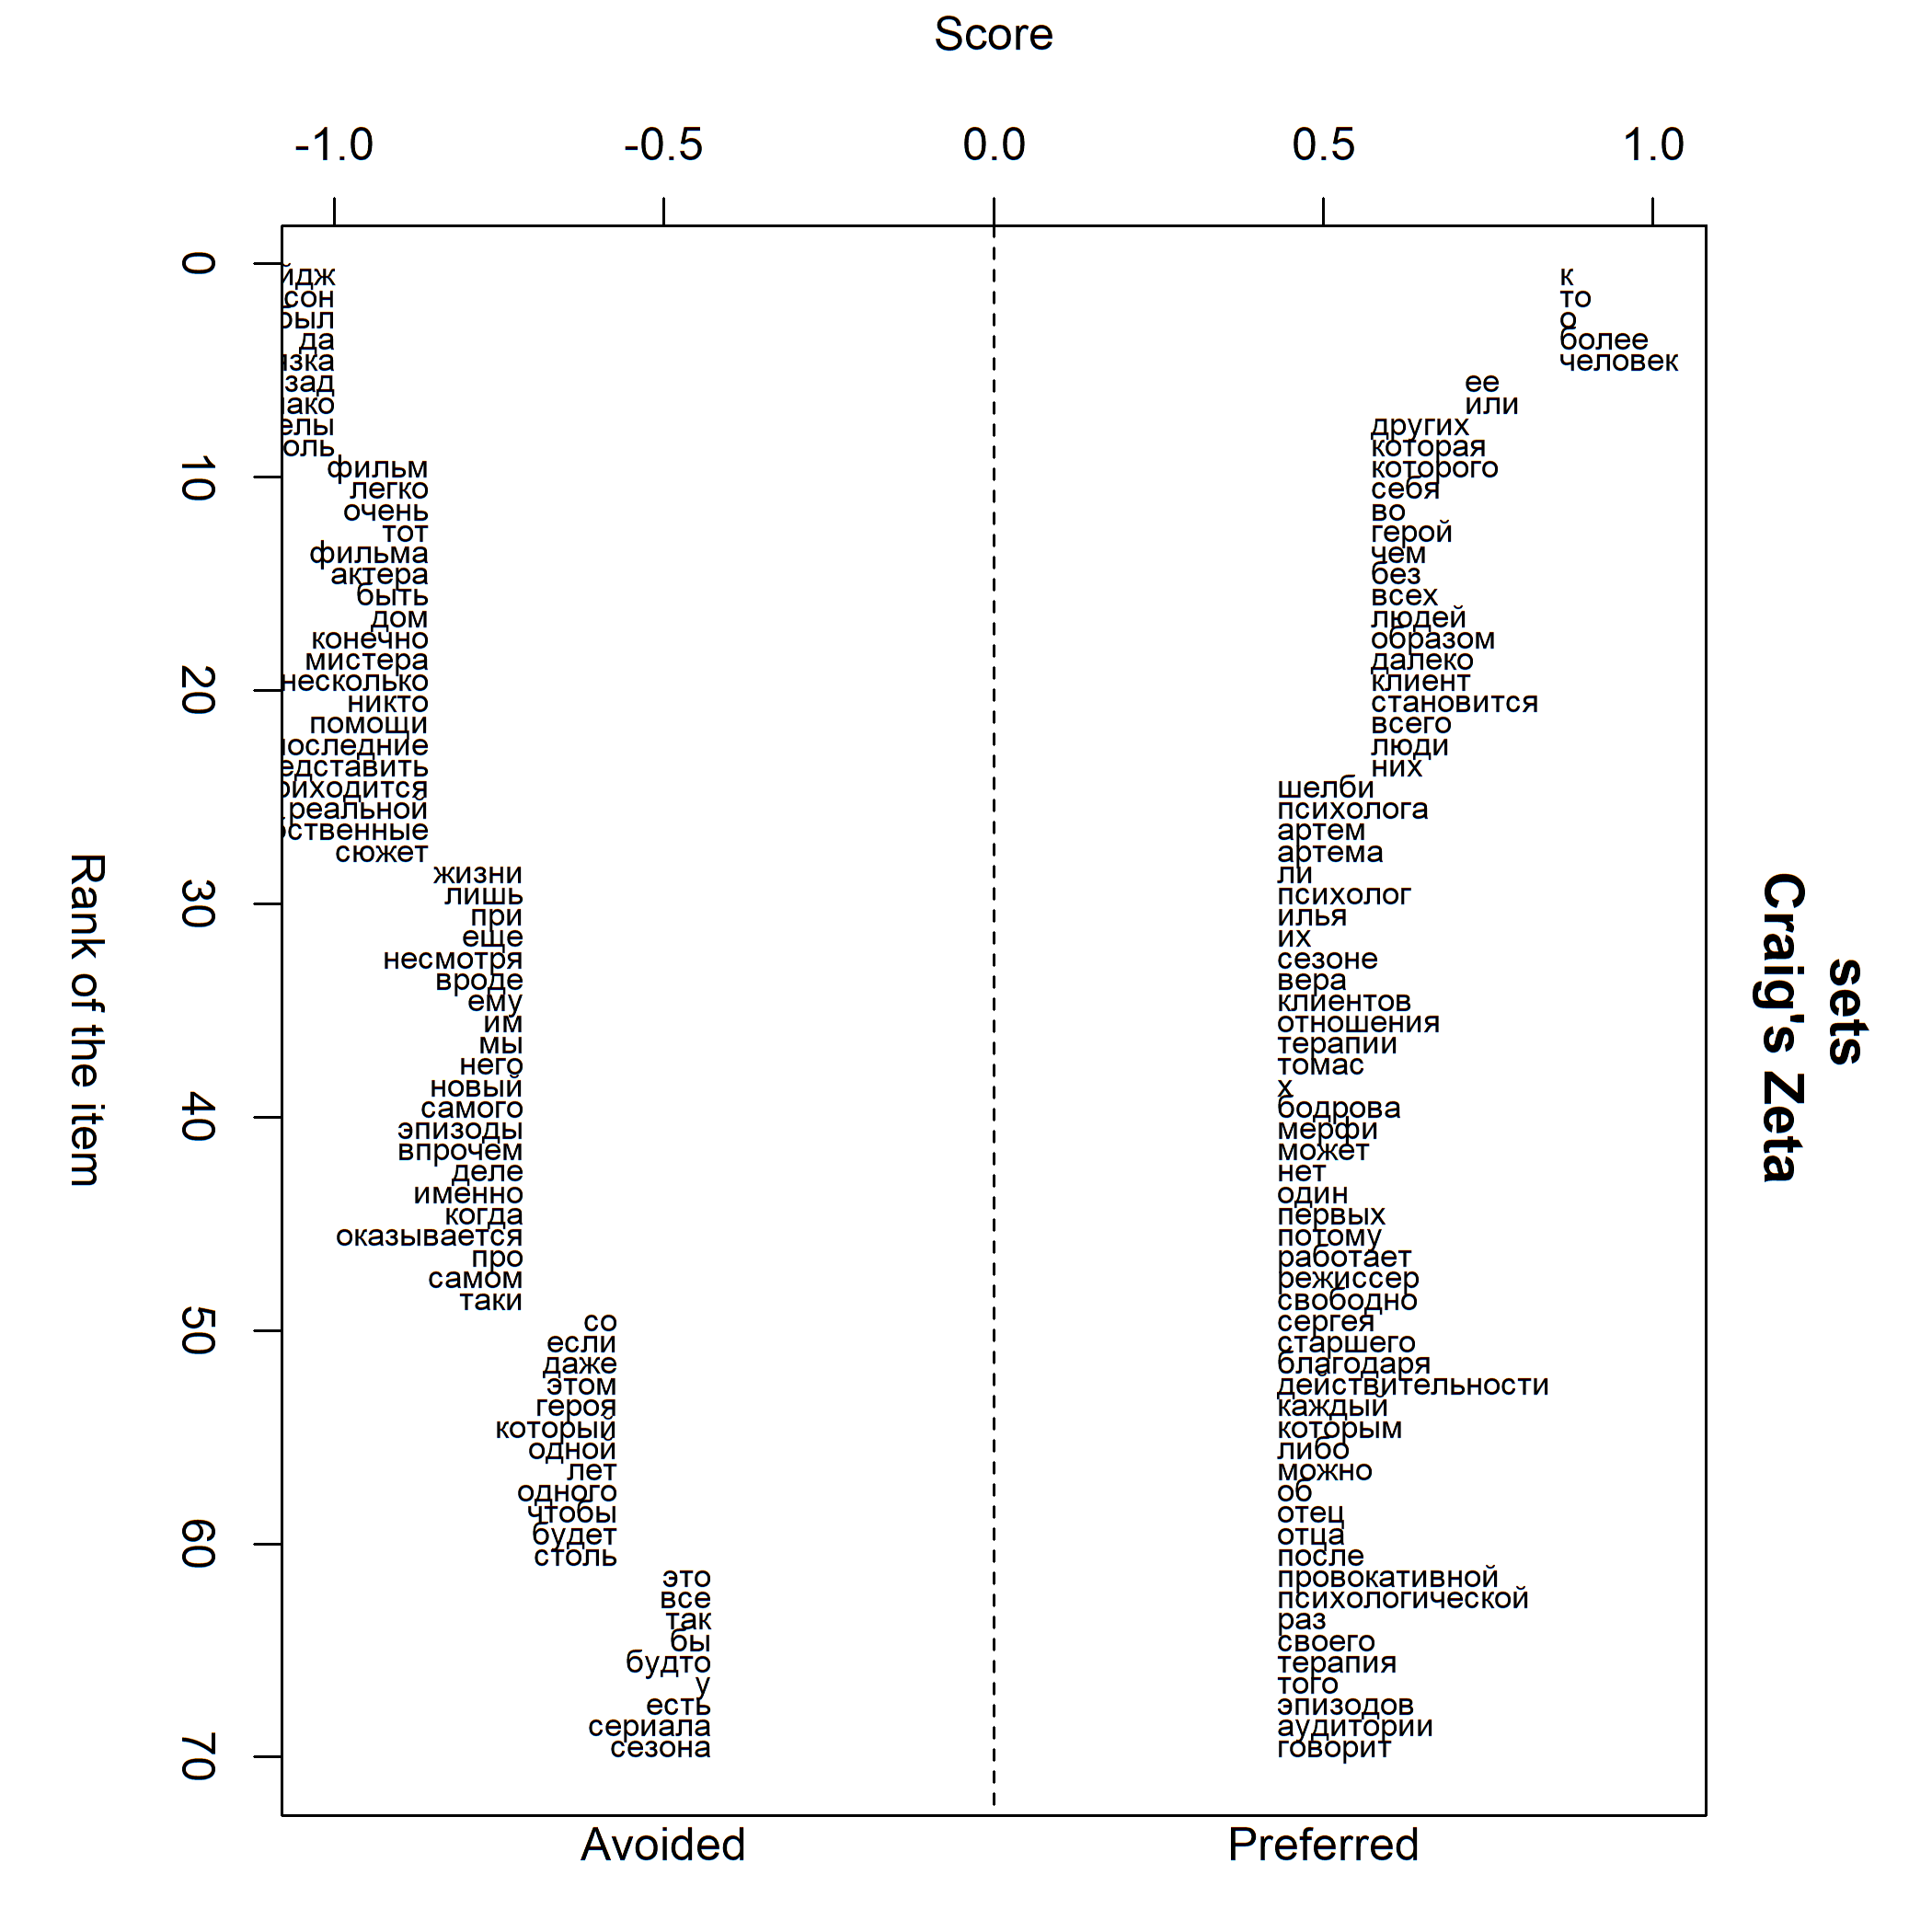 Score
-1.0 -0.5 0.0 0.5 1.0
0
10
20
30
40
50
60
70
Rank of the item
sets
Craig's Zeta
фильм
легко
очень
тот
фильма
актера
быть
дом
конечно
мистера
несколько
никто
помощи
реальной
сюжет
жизни
лишь
при
еще
несмотря
вроде
ему
им
мы
него
новый
самого
эпизоды
впрочем
деле
именно
когда
оказывается
про
самом
таки
со
если
даже
этом
героя
который
одной
лет
одного
чтобы
будет
столь
это
все
так
бы
будто
у
есть
сериала
сезона
к
то
о
более
человек
ее
или
других
которая
которого
себя
во
герой
чем
без
всех
людей
образом
далеко
клиент
становится
всего
люди
них
шелби
психолога
артем
артема
ли
психолог
илья
их
сезоне
вера
клиентов
отношения
терапии
томас
х
бодрова
мерфи
может
нет
один
первых
потому
работает
режиссер
свободно
сергея
старшего
благодаря
действительности
каждый
которым
либо
можно
об
отец
отца
после
провокативной
психологической
раз
своего
терапия
того
эпизодов
аудитории
говорит
да
Avoided Preferred